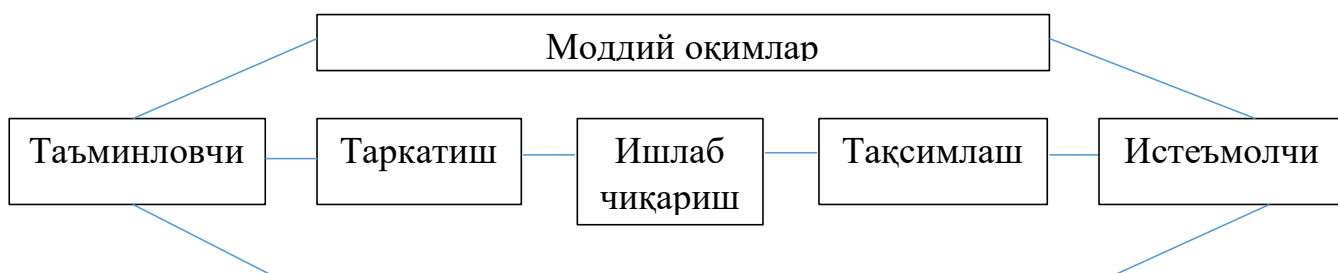 Моддий оқимлар
Таъминловчи
Таркатиш
Ишлаб
чиқариш
Тақсимлаш
Истеъмолчи